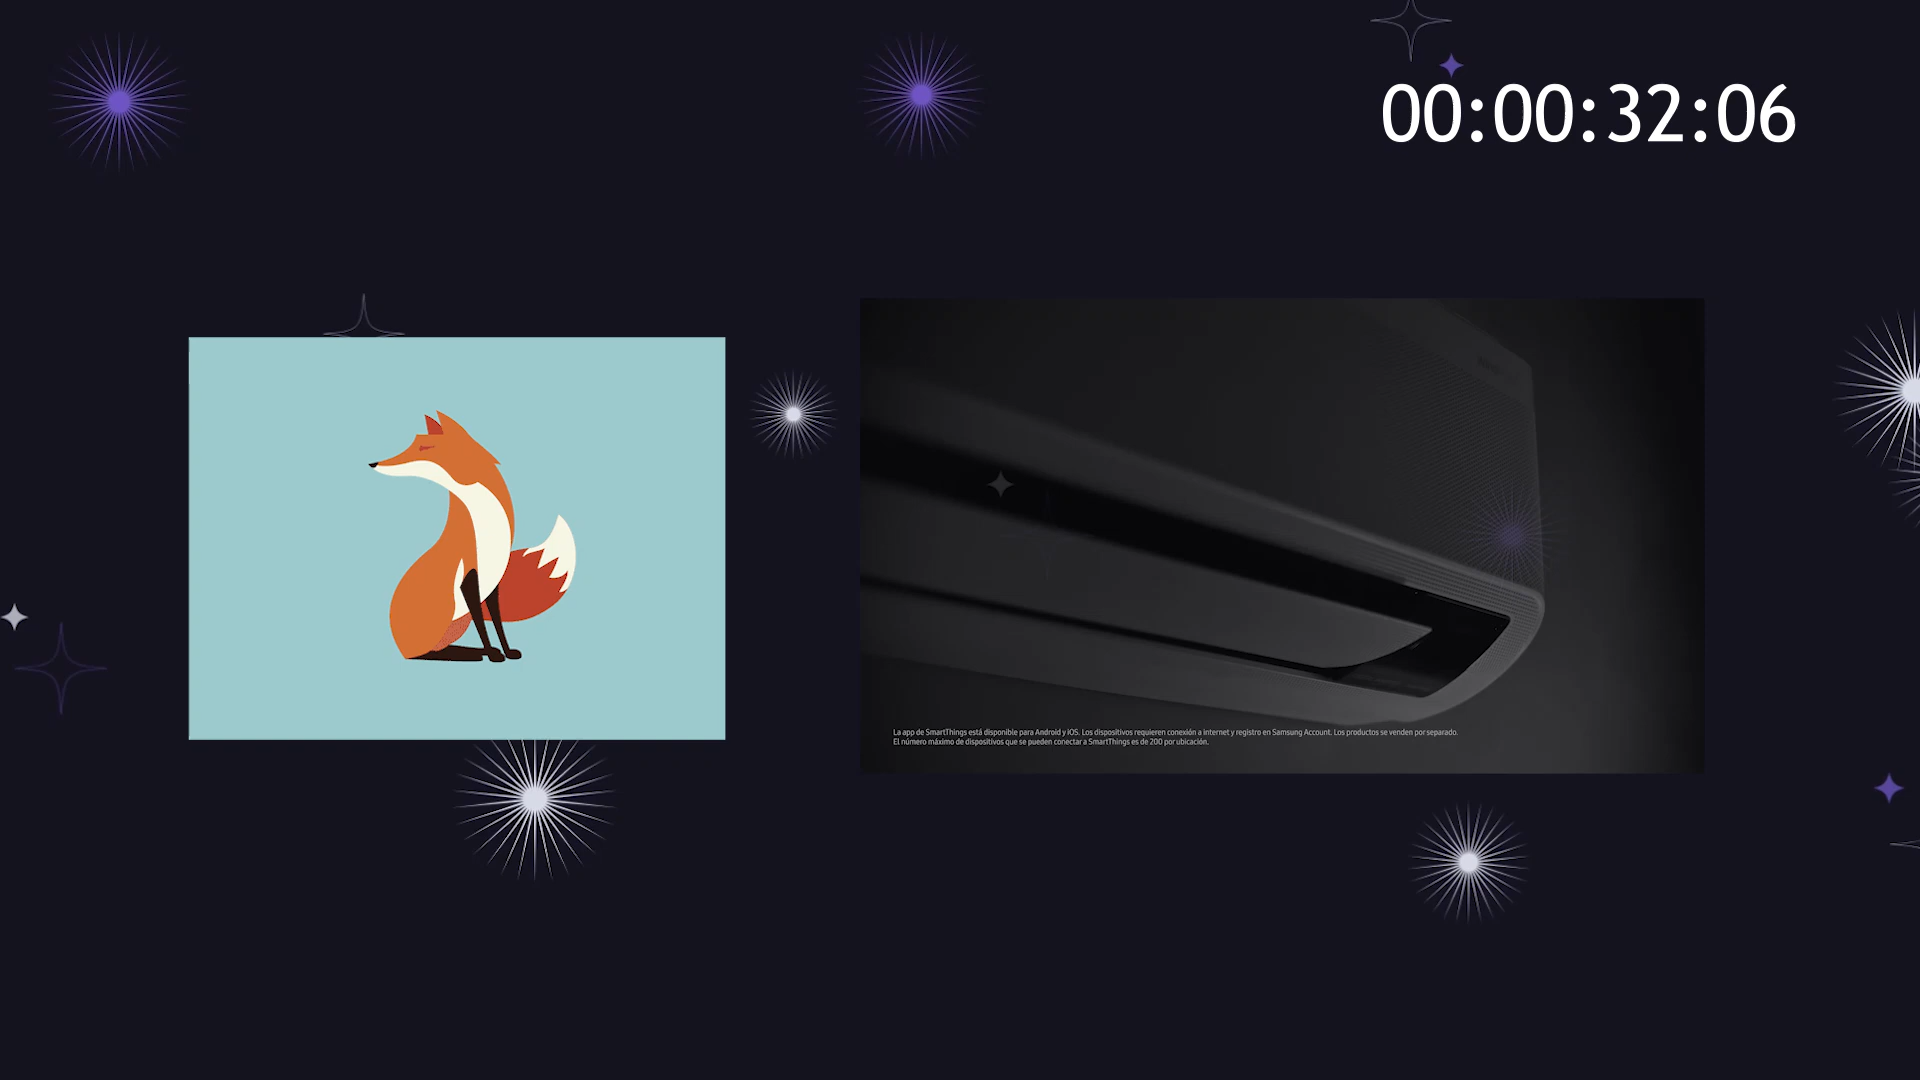 00:00:32:06
La app de SmartThings está disponible para Android y iOS. Los dispositivos requieren conexión a internet y registro en Samsung Account. Los productos se venden por separado.
El número máximo de dispositivos que se pueden conectar a SmartThings es de 200 por ubicación.